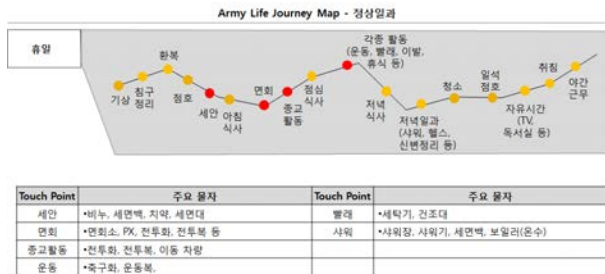 Army Life Journey Map - 정상일과
휴일
기상
침구
정리
환복
점호
세안
아침
식사
면회
종교
활동
점심
식사
각종 활동
(운동, 빨래, 이발,
휴식 등)
저녁
식사
저녁일과
(샤워, 헬스,
신변정리 등)
청소
일석
점호
자유시간
(TV,
독서실 등)
취침
야간
근무
Touch Point 주요 물자 Touch Point 주요 물자
세안 •비누, 세면백, 치약, 세면대 빨래 •세탁기, 건조대
면회 •면회소, PX, 전투화, 전투복 등 샤워 •샤워장, 샤워기, 세면백, 보일러(온수)
종교활동 •전투화, 전투복, 이동 차량
운동 •축구화, 운동복,